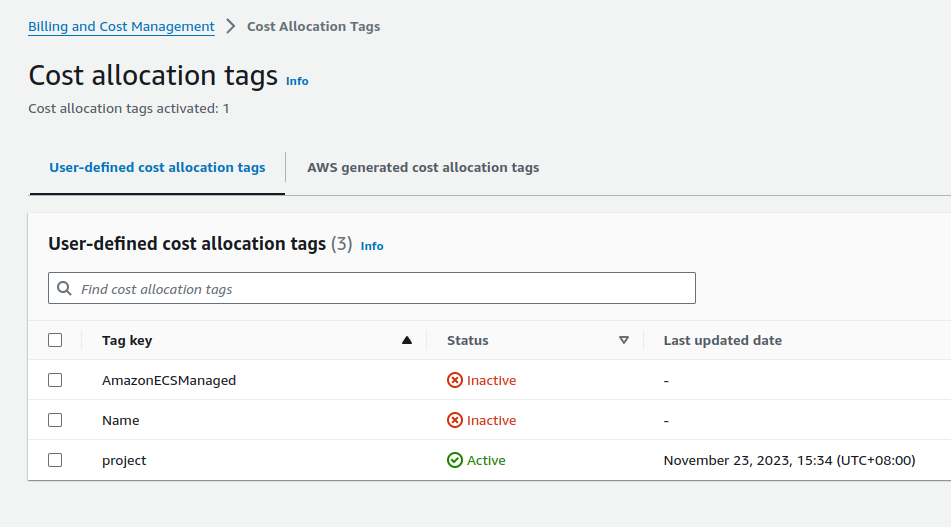 Billing and Cost Management > Cost Allocation Tags
Cost allocation tags Info
Cost allocation tags activated: 1
User-defined cost allocation tags AWS generated cost allocation tags
User-defined cost allocation tags (3) Info
Find cost allocation tags
Tag key Status Last updated date
AmazonECSManaged Inactive -
Name Inactive -
project Active November 23, 2023, 15:34 (UTC+08:00)